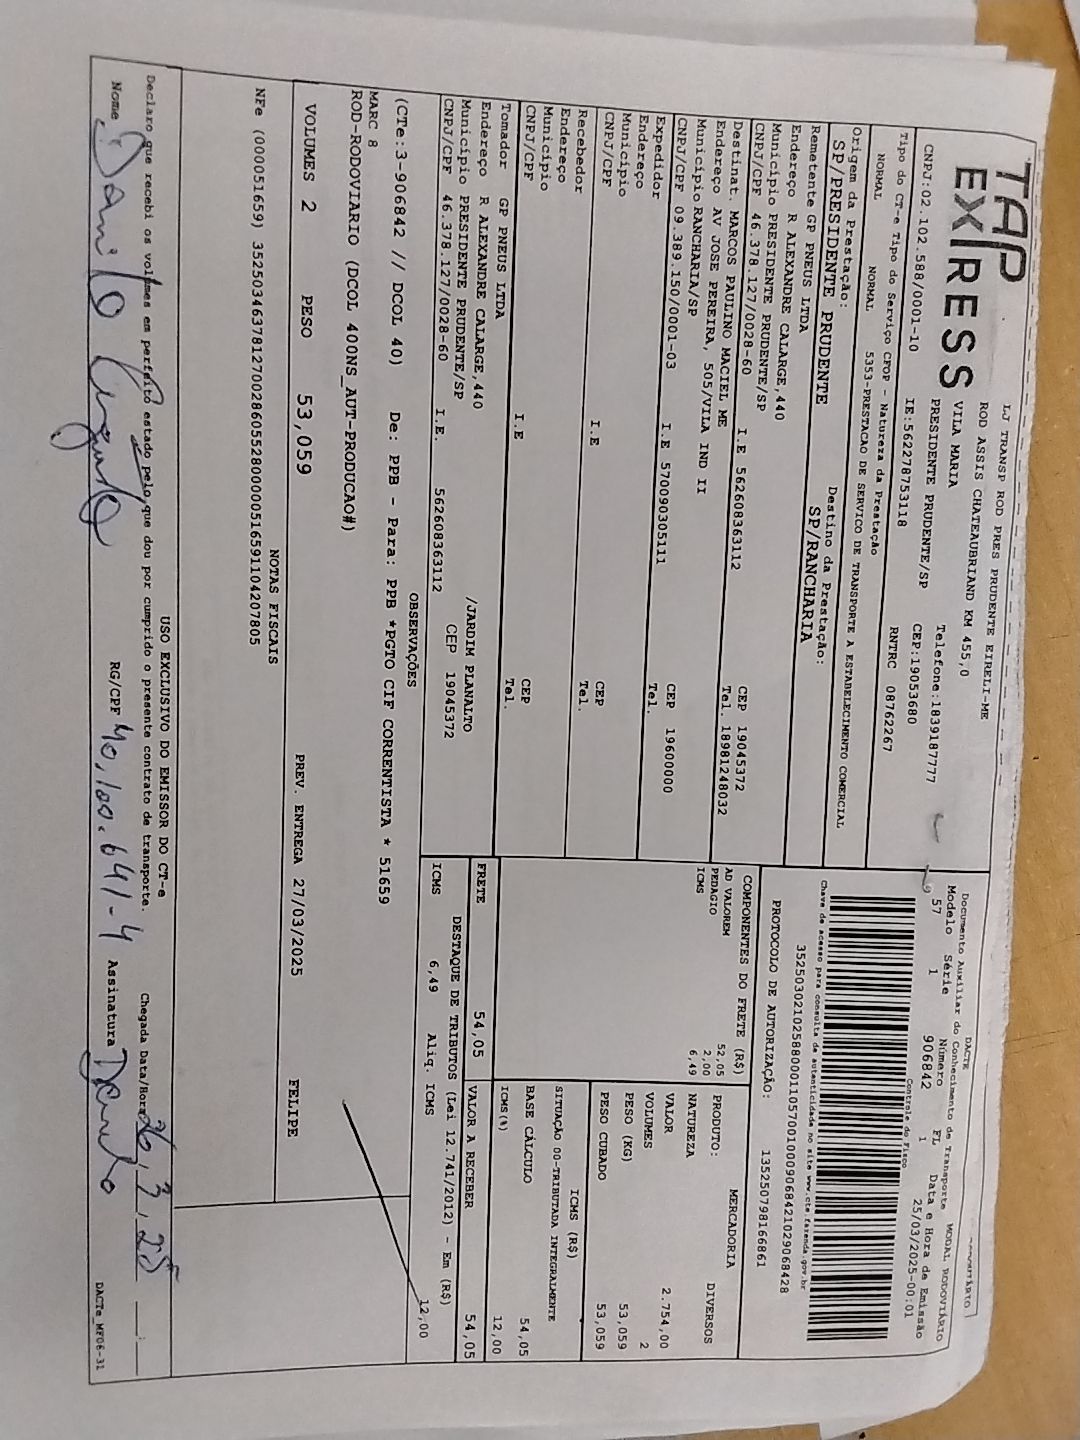 TAP EXPRESS
LJ TRANSP ROD PRES PRUDENTE EIRELI-ME
ROD ASSIS CHATEAUBRIAND KM 455,0
VILA MARIA Telefone:1839187777
PRESIDENTE PRUDENTE/SP CEP:19053680
CNPJ:02.102.588/0001-10 IE:562278753118 RNTRC 08762267
Tipo do CT-e Tipo do Serviço CFOP - Natureza da Prestação
NORMAL NORMAL 5353-PRESTACAO DE SERVICO DE TRANSPORTE A ESTABELECIMENTO COMERCIAL
Origem da Prestação: Destino da Prestação:
SP/PRESIDENTE PRUDENTE SP/RANCHARIA
Remetente GP PNEUS LTDA
Endereço R ALEXANDRE CALARGE,440
Município PRESIDENTE PRUDENTE/SP CEP 19045372
CNPJ/CPF 46.378.127/0028-60 I.E 562608363112 Tel. 18981248032
Destinat. MARCOS PAULINO MACIEL ME
Endereço AV JOSE PEREIRA, 505/VILA IND II
Município RANCHARIA/SP CEP 19600000
CNPJ/CPF 09.389.150/0001-03 I.E 570090305111 Tel.
Expedidor
Endereço
Município CEP
CNPJ/CPF I.E Tel.
Recebedor
Endereço
Município CEP
CNPJ/CPF I.E Tel.
Tomador GP PNEUS LTDA
Endereço R ALEXANDRE CALARGE,440 /JARDIM PLANALTO
Município PRESIDENTE PRUDENTE/SP CEP 19045372
CNPJ/CPF 46.378.127/0028-60 I.E. 562608363112
DACTE
Documento Auxiliar do Conhecimento de Transporte MODAL RODOVIÁRIO
Modelo Série Número FL Data e Hora de Emissão
57 1 906842 1 25/03/2025-00:01
Controle do Fisco
Chave de acesso para consulta de autenticidade no site www.cte.fazenda.gov.br
35250302102588000110570010009068421029068428
PROTOCOLO DE AUTORIZAÇÃO: 135250798166861
COMPONENTES DO FRETE (R$)
AD VALOREM 52,05
PEDAGIO 2,00
ICMS 6,49
FRETE 54,05
MERCADORIA
PRODUTO: DIVERSOS
NATUREZA
VALOR 2.754,00
VOLUMES 2
PESO (KG) 53,059
PESO CUBADO 53,059
ICMS (R$)
SITUAÇÃO 00-TRIBUTADA INTEGRALMENTE
BASE CÁLCULO 54,05
ICMS(%) 12,00
VALOR A RECEBER 54,05
DESTAQUE DE TRIBUTOS (Lei 12.741/2012) - Em (R$)
ICMS 6,49 Aliq. ICMS 12,00
OBSERVAÇÕES
(CTe:3-906842 // DCOL 40) De: PPB - Para: PPB *PGTO CIF CORRENTISTA * 51659
MARC 8
ROD-RODOVIARIO (DCOL 400NS_AUT-PRODUCAO#)
VOLUMES 2 PESO 53,059 PREV. ENTREGA 27/03/2025 FELIPE
NOTAS FISCAIS
NFe (000051659) 35250346378127002860552800000516591104207805
USO EXCLUSIVO DO EMISSOR DO CT-e
Declaro que recebi os volumes em perfeito estado pelo que dou por cumprido o presente contrato de transporte. Chegada Data/Hora 26,3,25 __:__
Nome Danilo RG/CPF 40.100.641-4 Assinatura Danilo
DACTe_MF06-31